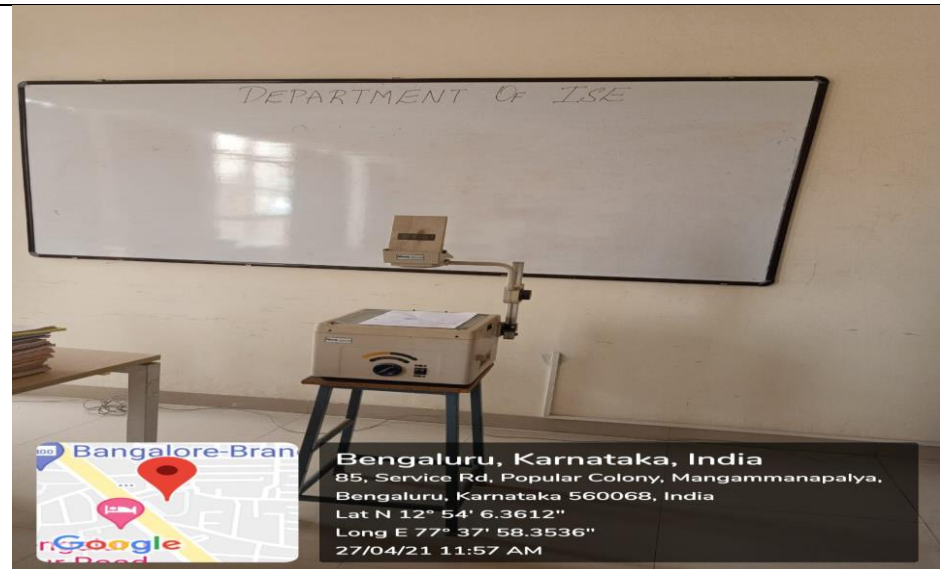 DEPARTMENT OF ISE
Bangalore-Bran
Google
Bengaluru, Karnataka, India
85, Service Rd, Popular Colony, Mangammanapalya,
Bengaluru, Karnataka 560068, India
Lat N 12° 54' 6.3612"
Long E 77° 37' 58.3536"
27/04/21 11:57 AM